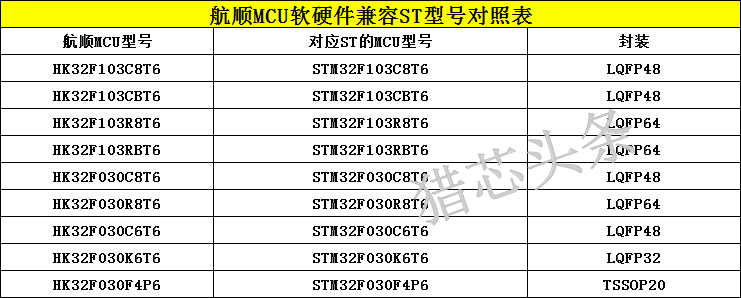 航顺MCU软硬件兼容ST型号对照表
航顺MCU型号 对应ST的MCU型号 封装
HK32F103C8T6 STM32F103C8T6 LQFP48
HK32F103CBT6 STM32F103CBT6 LQFP48
HK32F103R8T6 STM32F103R8T6 LQFP64
HK32F103RBT6 STM32F103RBT6 LQFP64
HK32F030C8T6 STM32F030C8T6 LQFP48
HK32F030R8T6 STM32F030R8T6 LQFP64
HK32F030C6T6 STM32F030C6T6 LQFP48
HK32F030K6T6 STM32F030K6T6 LQFP32
HK32F030F4P6 STM32F030F4P6 TSSOP20
猎芯头条